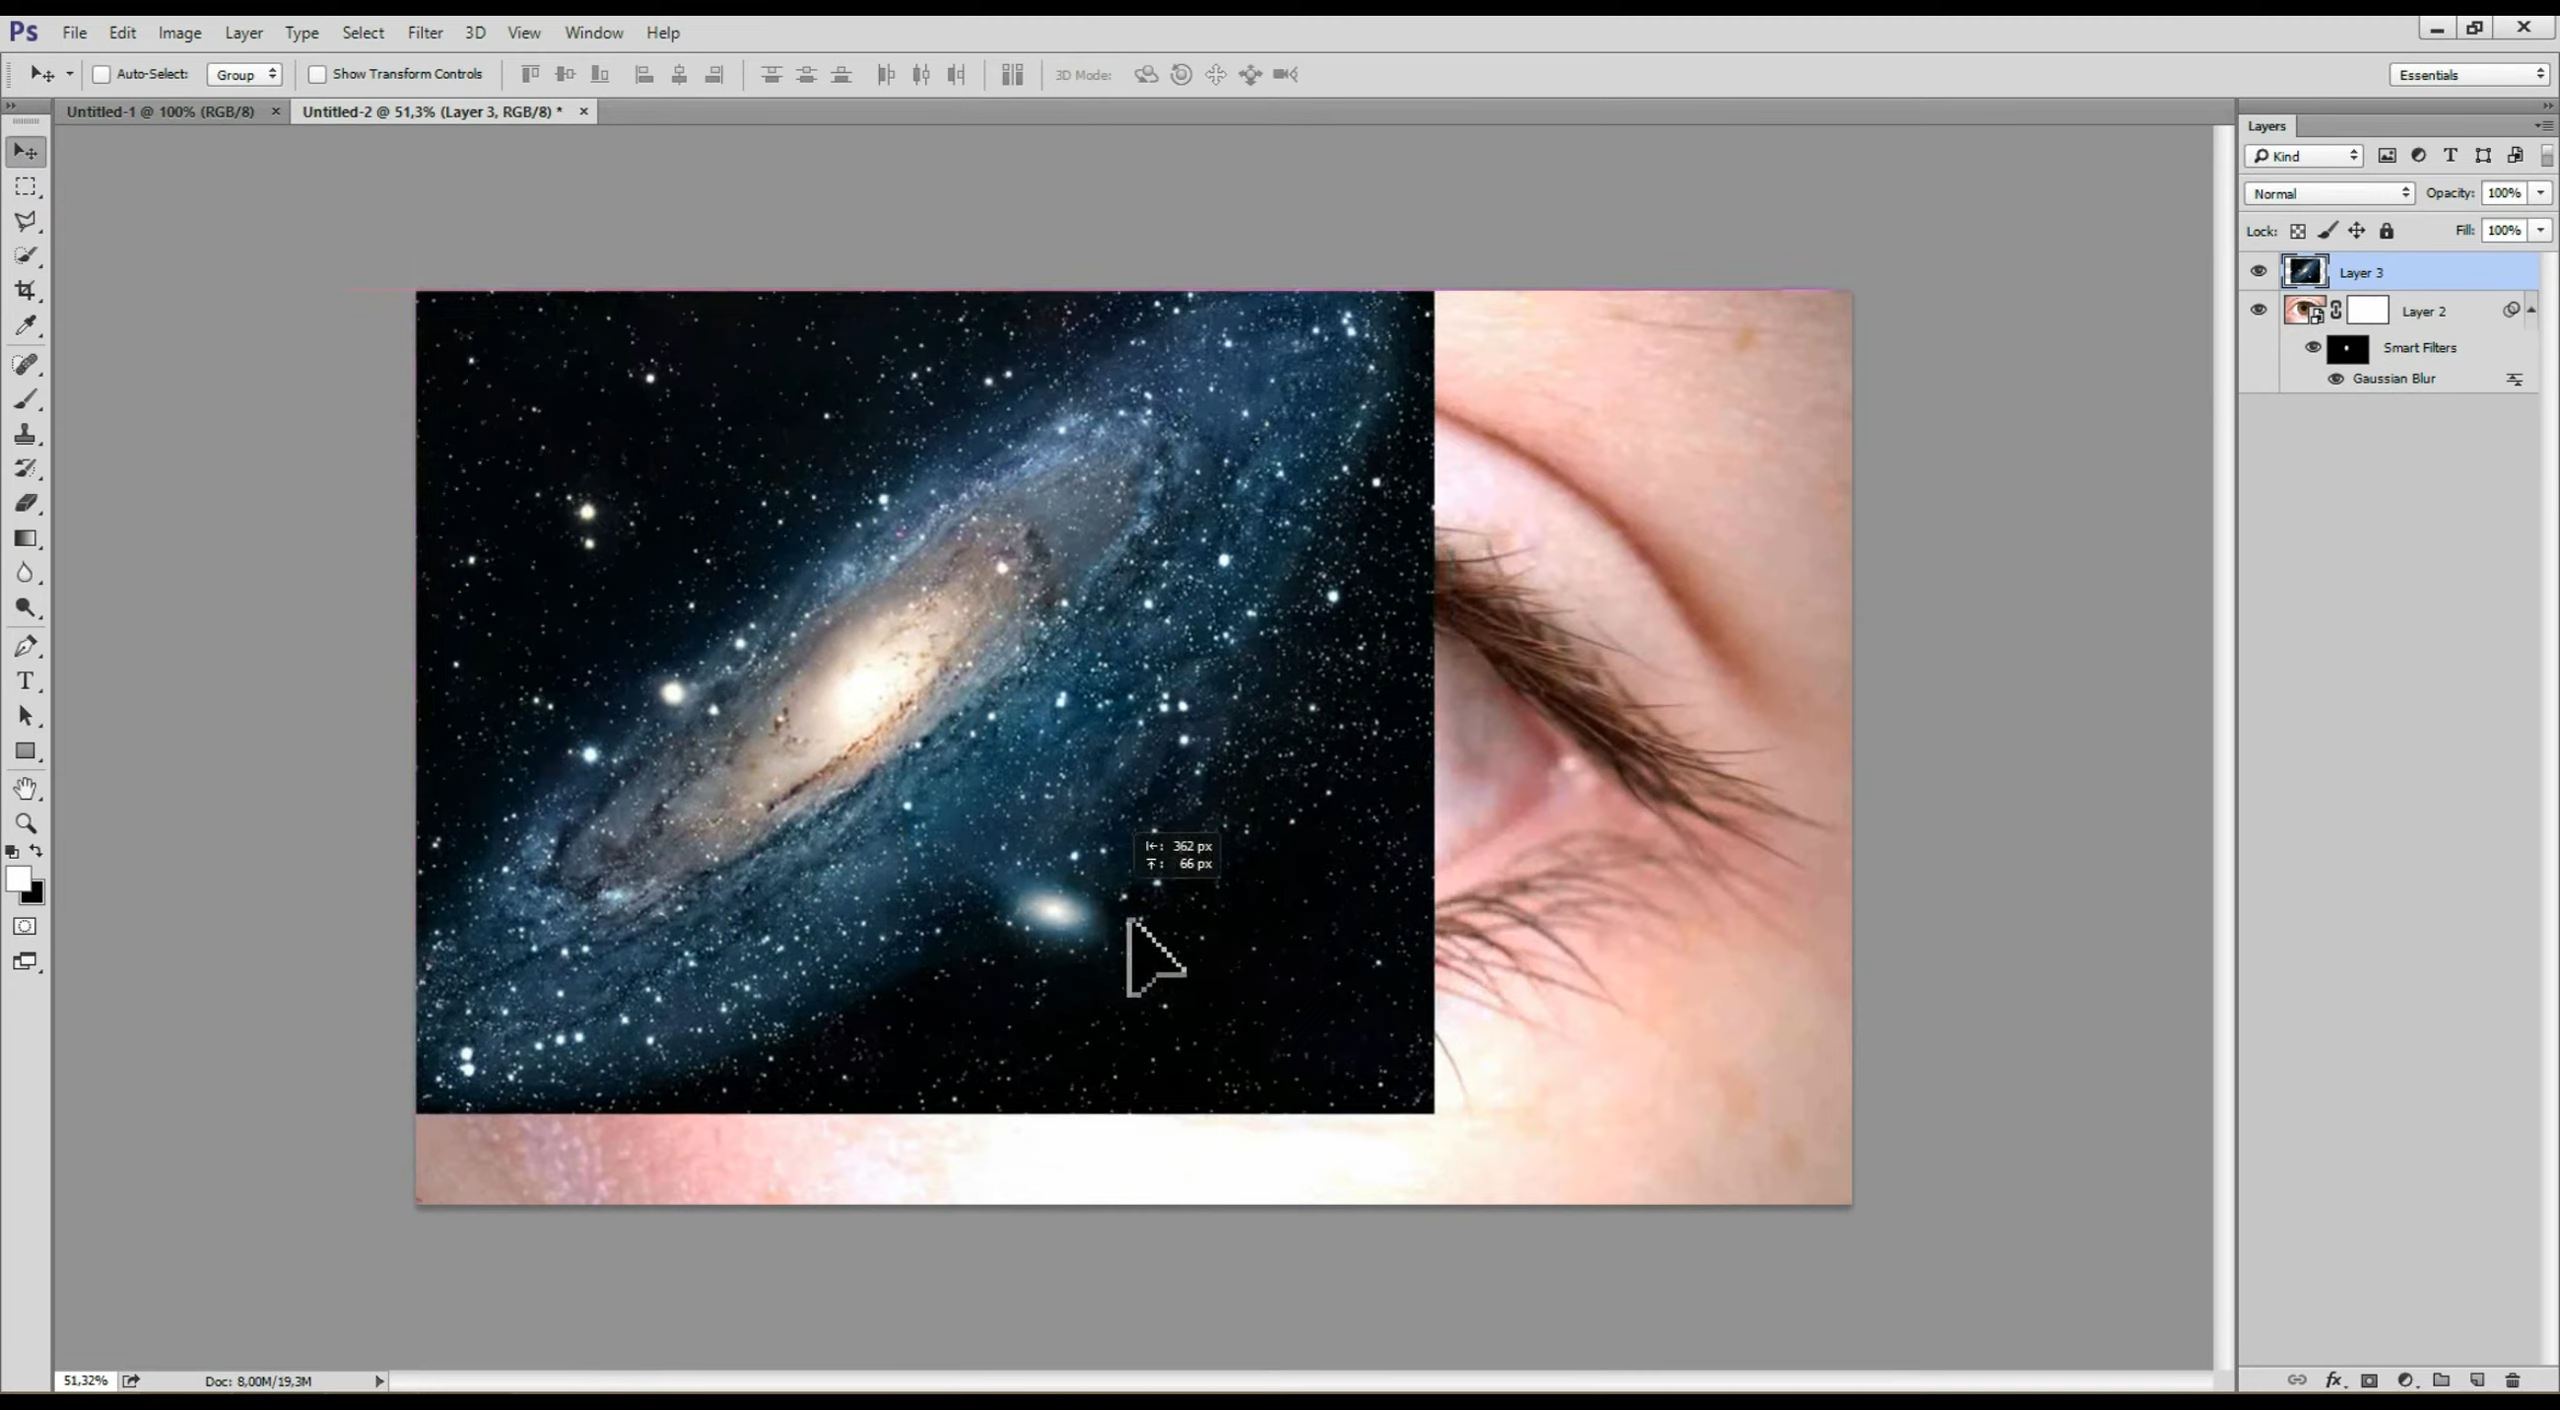 Ps File Edit Image Layer Type Select Filter 3D View Window Help
Auto-Select: Group Show Transform Controls 3D Mode: Essentials
Untitled-1 @ 100% (RGB/8) × Untitled-2 @ 51,3% (Layer 3, RGB/8) * ×
Layers
Kind
Normal Opacity: 100%
Lock: Fill: 100%
Layer 3
Layer 2
Smart Filters
Gaussian Blur
362 px
66 px
51,32% Doc: 8,00M/19,3M